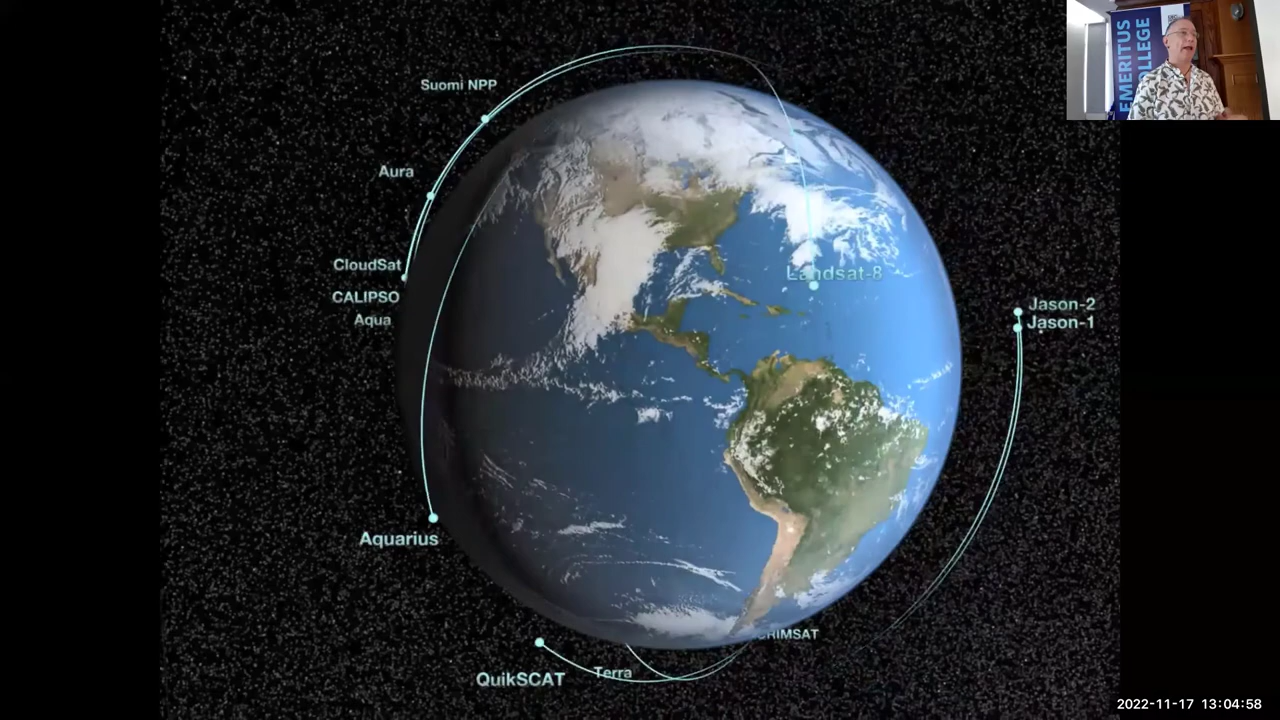 Suomi NPP
Aura
CloudSat
CALIPSO
Aqua
Landsat-8
Jason-2
Jason-1
Aquarius
QuikSCAT
Terra
EMERITUS
2022-11-17 13:04:58